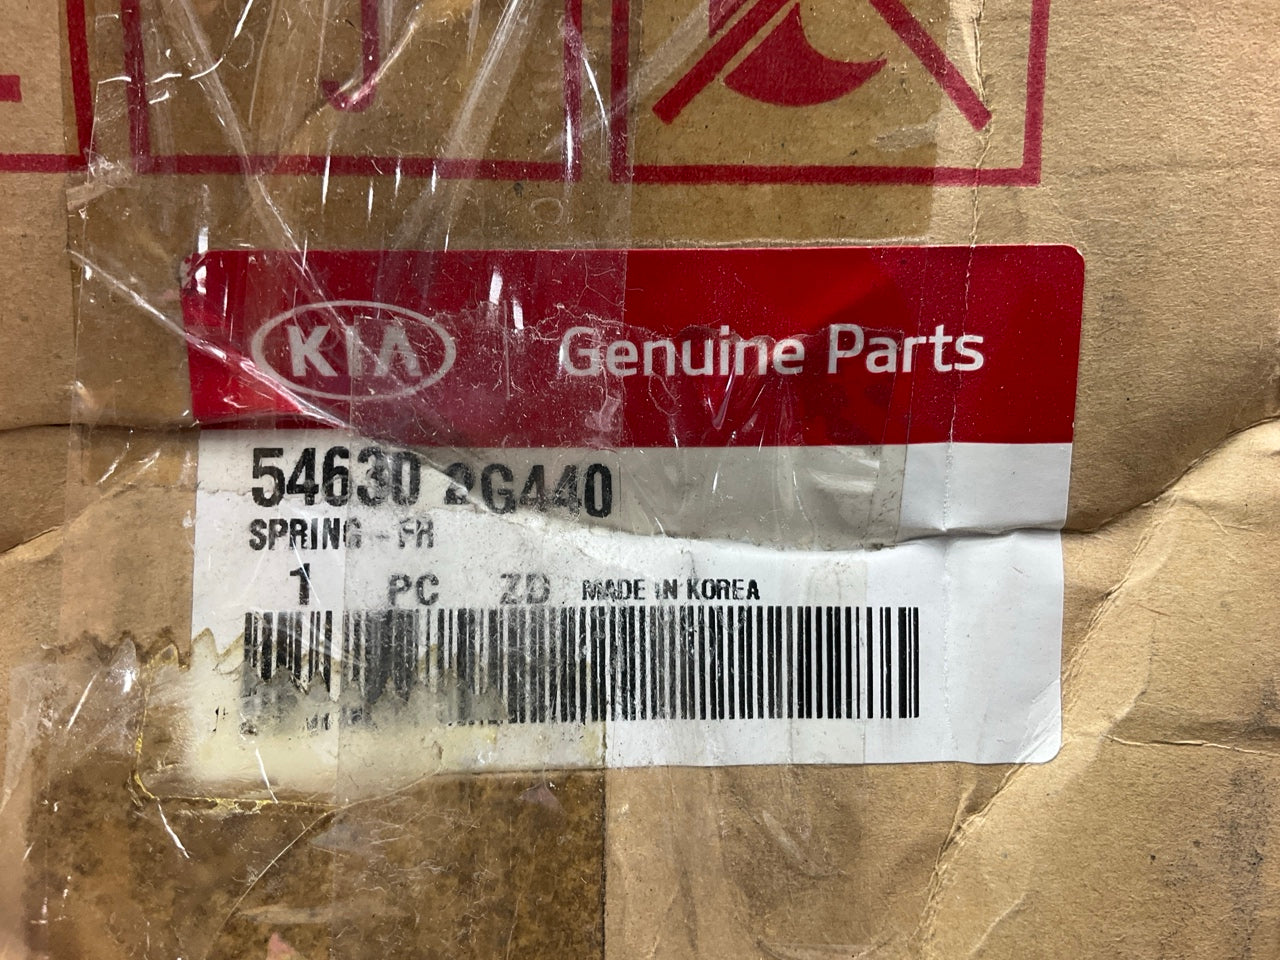 KIA Genuine Parts
54630 2G440
SPRING - FR
1 PC ZD MADE IN KOREA